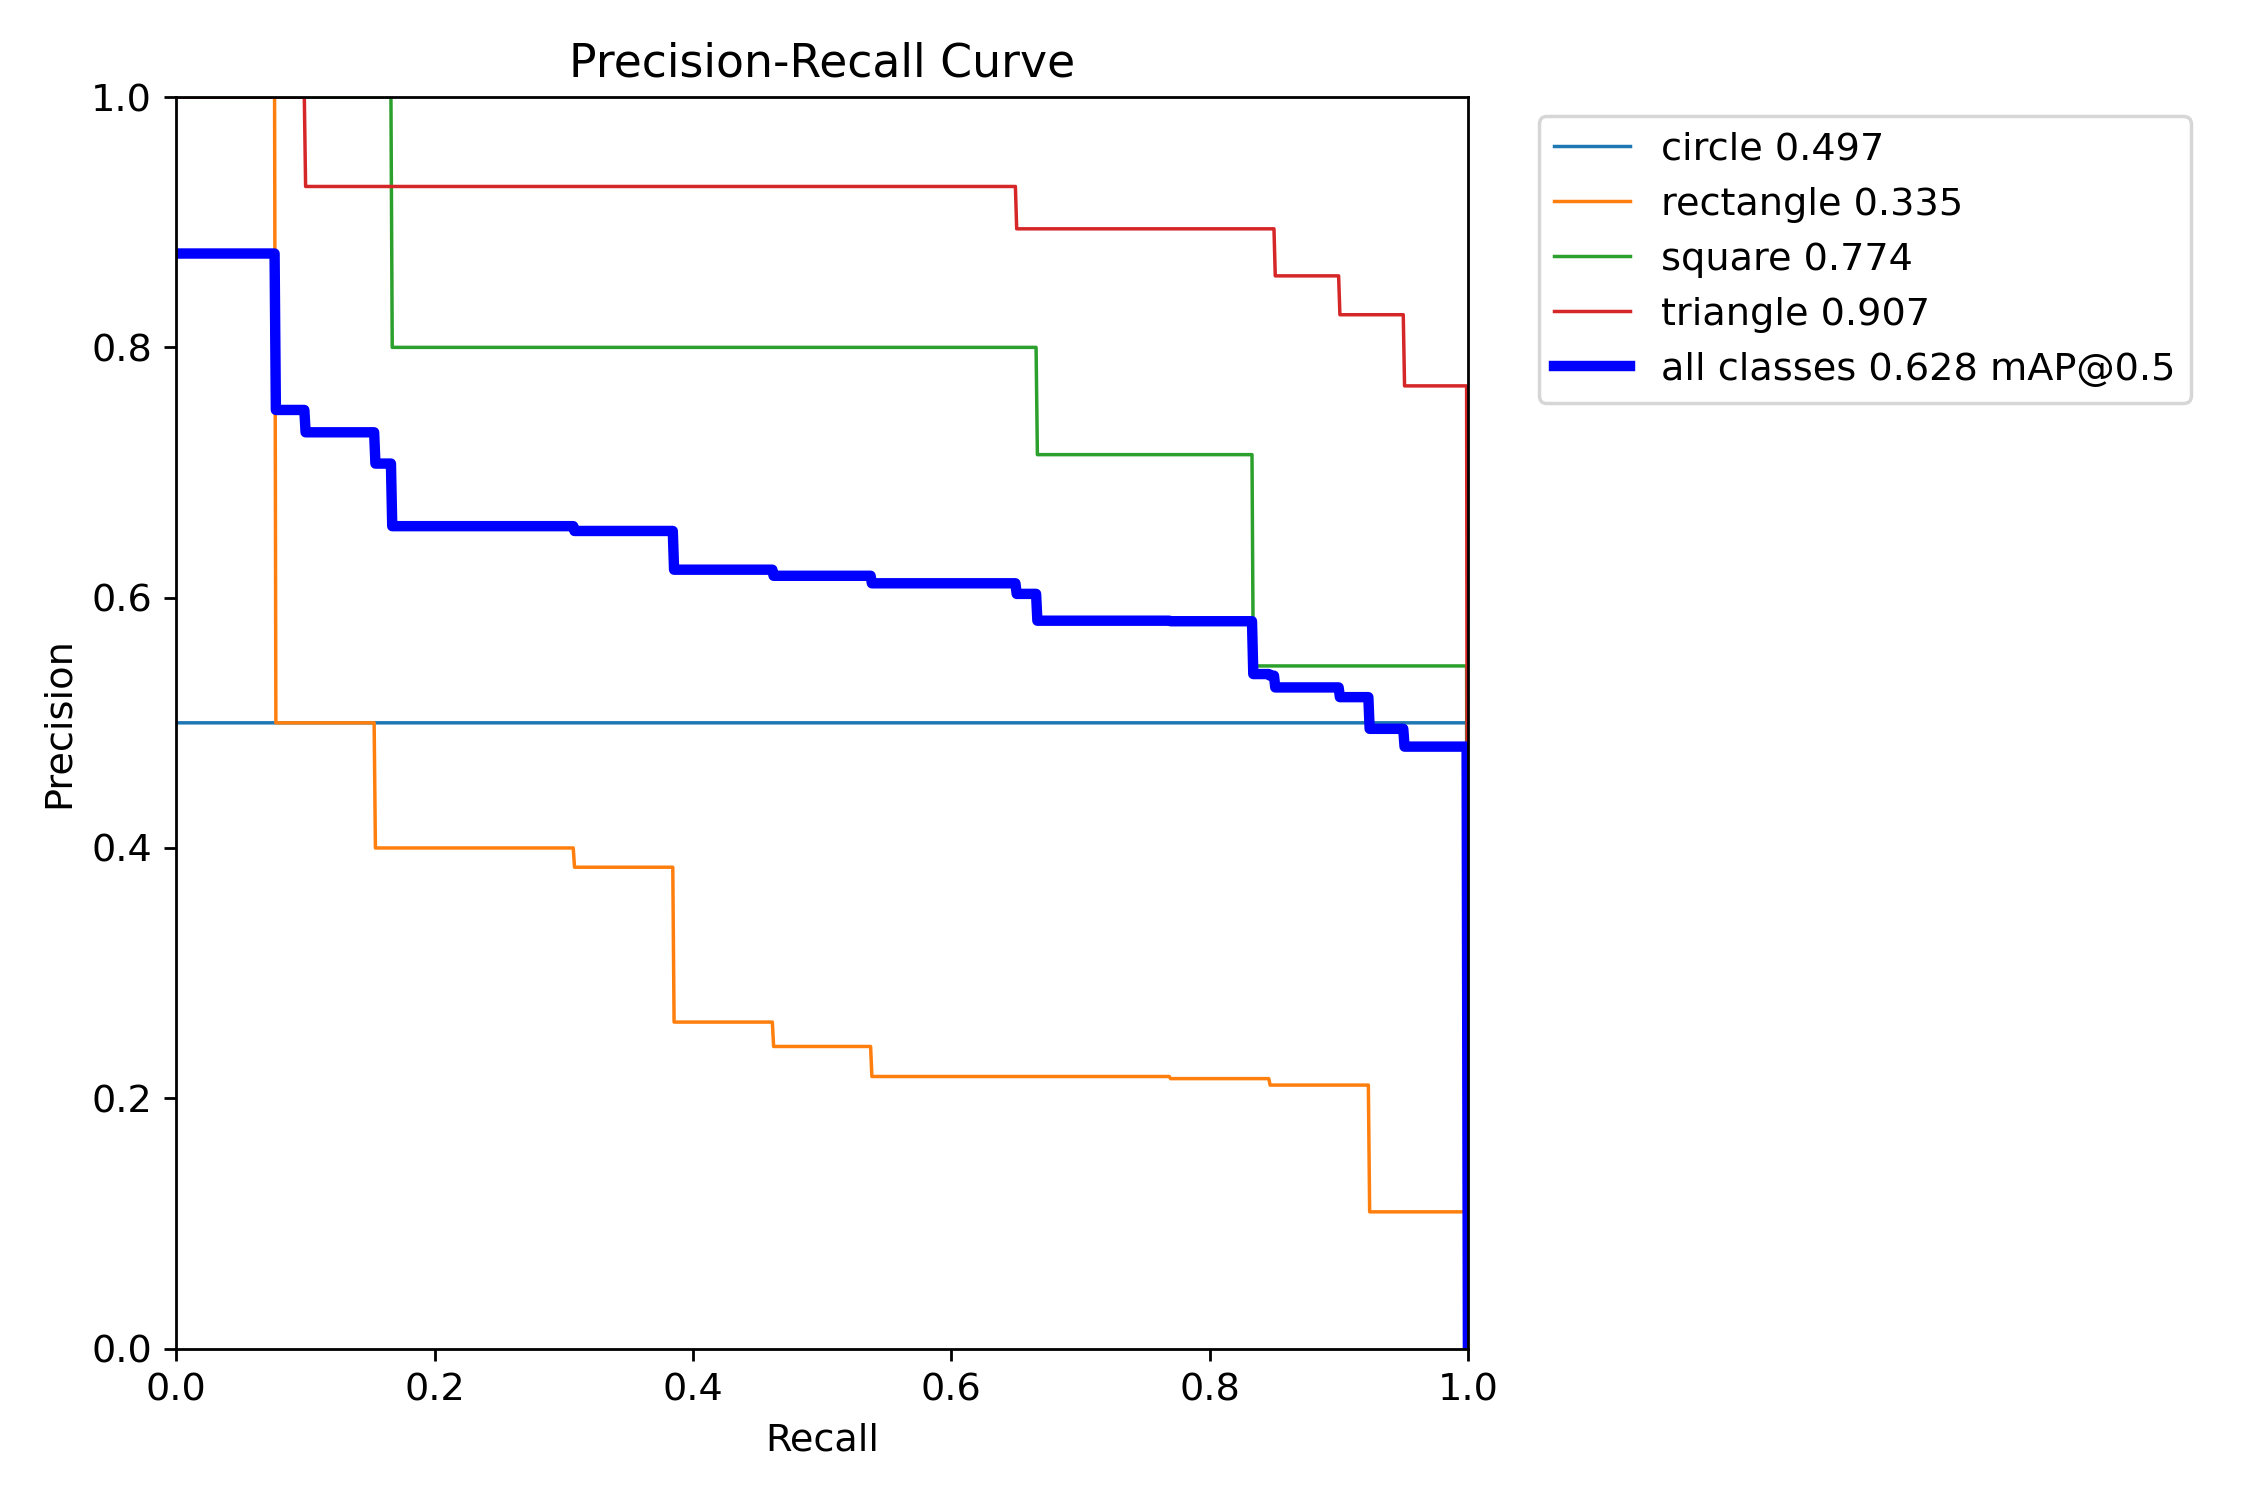 Precision-Recall Curve
1.0
0.8
0.6
0.4
0.2
0.0
Precision
0.0 0.2 0.4 0.6 0.8 1.0
Recall
circle 0.497
rectangle 0.335
square 0.774
triangle 0.907
all classes 0.628 mAP@0.5